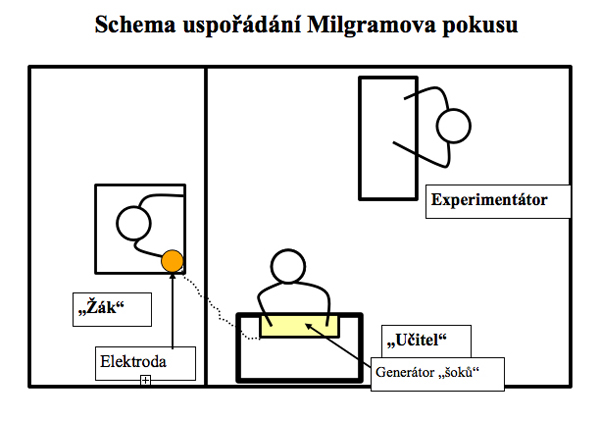 Schema uspořádání Milgramova pokusu
Experimentátor
„Žák“
„Učitel“
Elektroda
Generátor „šoků“